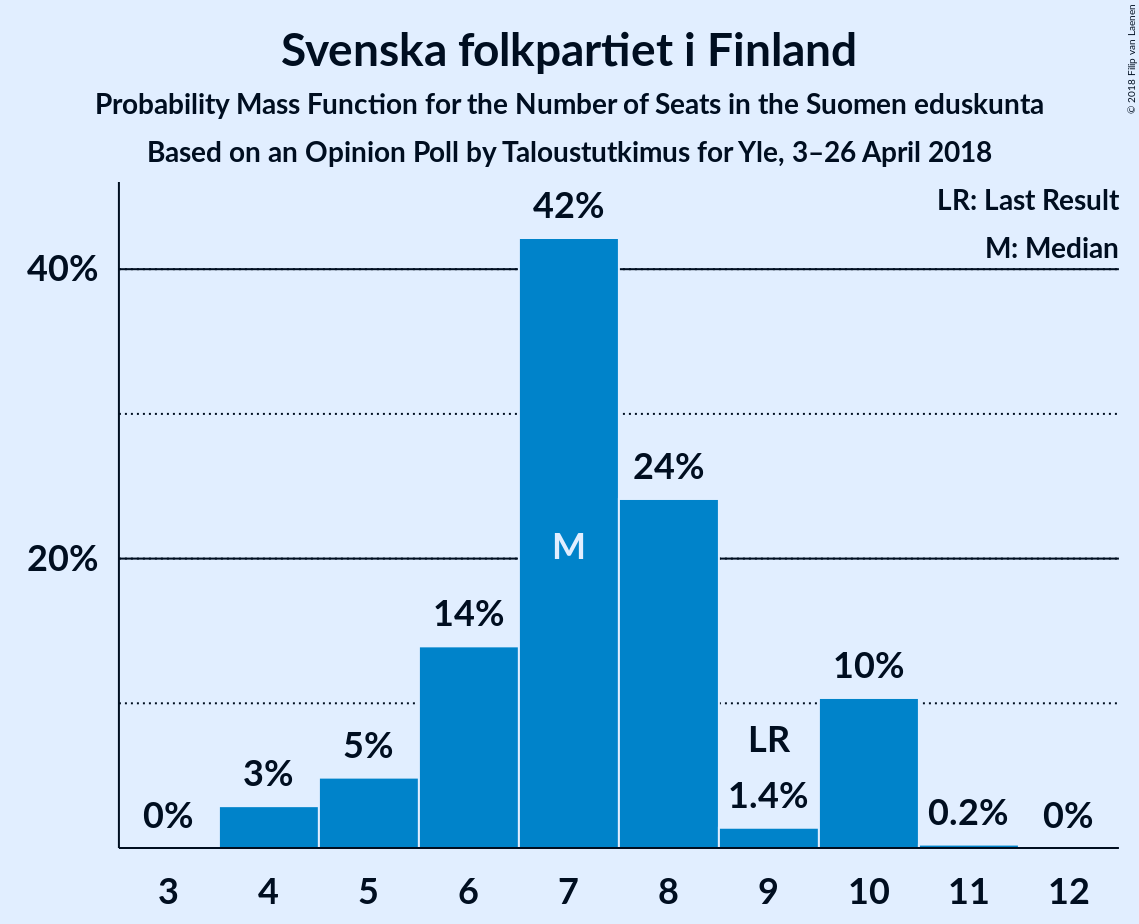 Svenska folkpartiet i Finland
Probability Mass Function for the Number of Seats in the Suomen eduskunta
Based on an Opinion Poll by Taloustutkimus for Yle, 3–26 April 2018
© 2018 Filip van Laenen
LR: Last Result
M: Median
40%
20%
0%
3%
5%
14%
42%
M
24%
LR
1.4%
10%
0.2%
0%
3 4 5 6 7 8 9 10 11 12